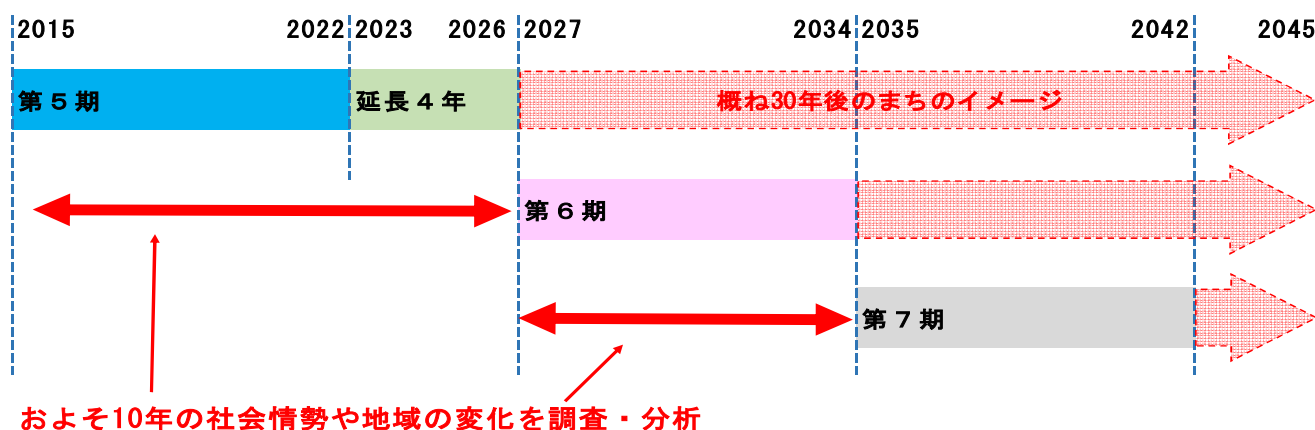 2015 2022 2023 2026 2027 2034 2035 2042 2045
第５期 延長４年 概ね30年後のまちのイメージ
第６期
第７期
およそ10年の社会情勢や地域の変化を調査・分析